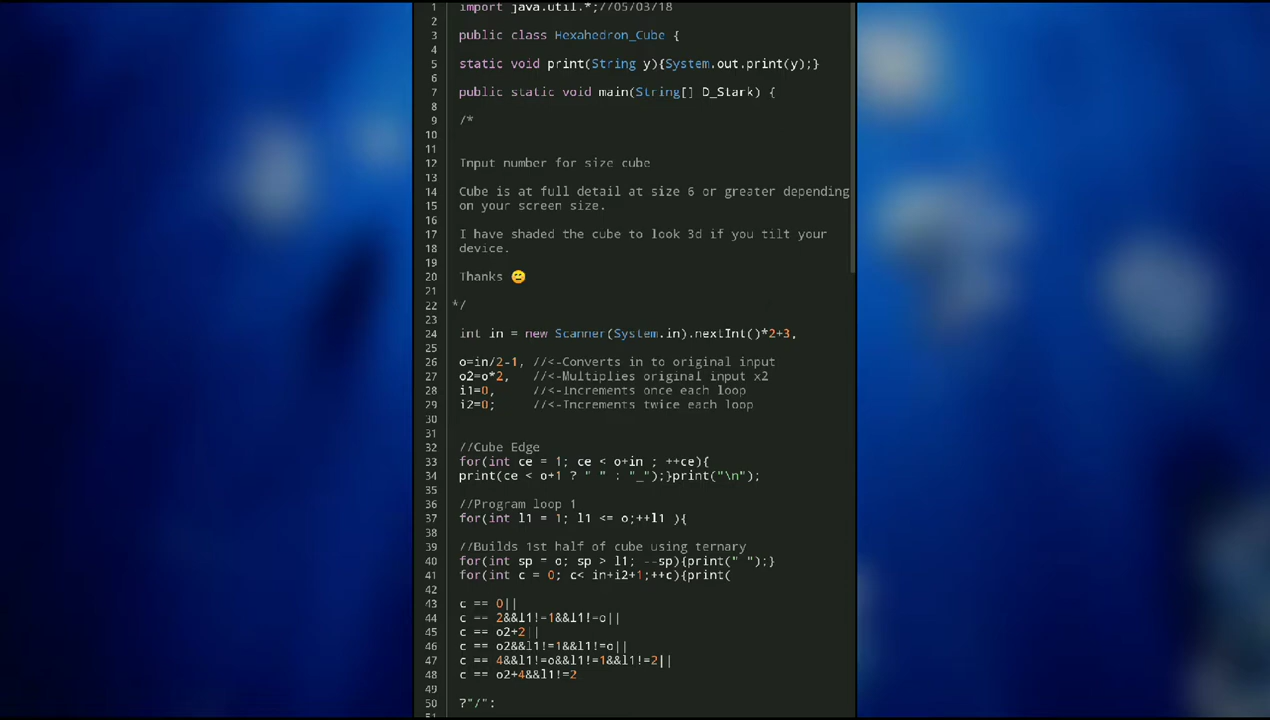 1 import java.util.*;//05/03/18
2
3 public class Hexahedron_Cube {
4
5 static void print(String y){System.out.print(y);}
6
7 public static void main(String[] D_Stark) {
8
9 /*
10
11
12 Input number for size cube
13
14 Cube is at full detail at size 6 or greater depending
15 on your screen size.
16
17 I have shaded the cube to look 3d if you tilt your
18 device.
19
20 Thanks 😄
21
22 */
23
24 int in = new Scanner(System.in).nextInt()*2+3,
25
26 o=in/2-1, //<-Converts in to original input
27 o2=o*2, //<-Multiplies original input x2
28 i1=0, //<-Increments once each loop
29 i2=0; //<-Increments twice each loop
30
31
32 //Cube Edge
33 for(int ce = 1; ce < o+in ; ++ce){
34 print(ce < o+1 ? " " : "_");}print("\n");
35
36 //Program loop 1
37 for(int l1 = 1; l1 <= o;++l1 ){
38
39 //Builds 1st half of cube using ternary
40 for(int sp = o; sp > l1; --sp){print(" ");}
41 for(int c = 0; c< in+i2+1;++c){print(
42
43 c == 0||
44 c == 2&&l1!=1&&l1!=o||
45 c == o2+2||
46 c == o2&&l1!=1&&l1!=o||
47 c == 4&&l1!=o&&l1!=1&&l1!=2||
48 c == o2+4&&l1!=2
49
50 ?"/":
51